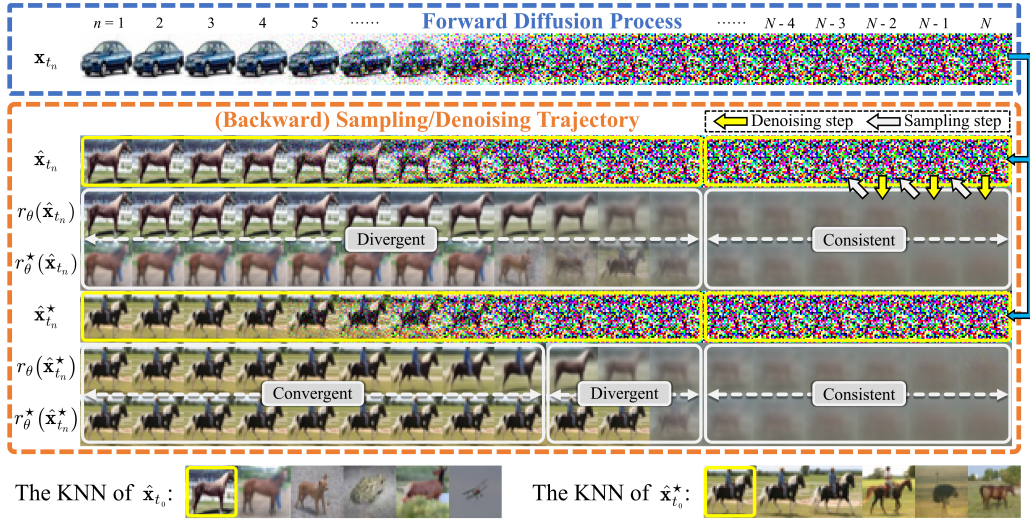 Forward Diffusion Process
n = 1 2 3 4 5 ······ ······ N - 4 N - 3 N - 2 N - 1 N
x_{t_n}
(Backward) Sampling/Denoising Trajectory
Denoising step Sampling step
x̂_{t_n}
r_θ(x̂_{t_n})
Divergent Consistent
r_θ^★(x̂_{t_n})
x̂_{t_n}^★
r_θ(x̂_{t_n}^★)
Convergent Divergent Consistent
r_θ^★(x̂_{t_n}^★)
The KNN of x̂_{t_0}: The KNN of x̂_{t_0}^★: